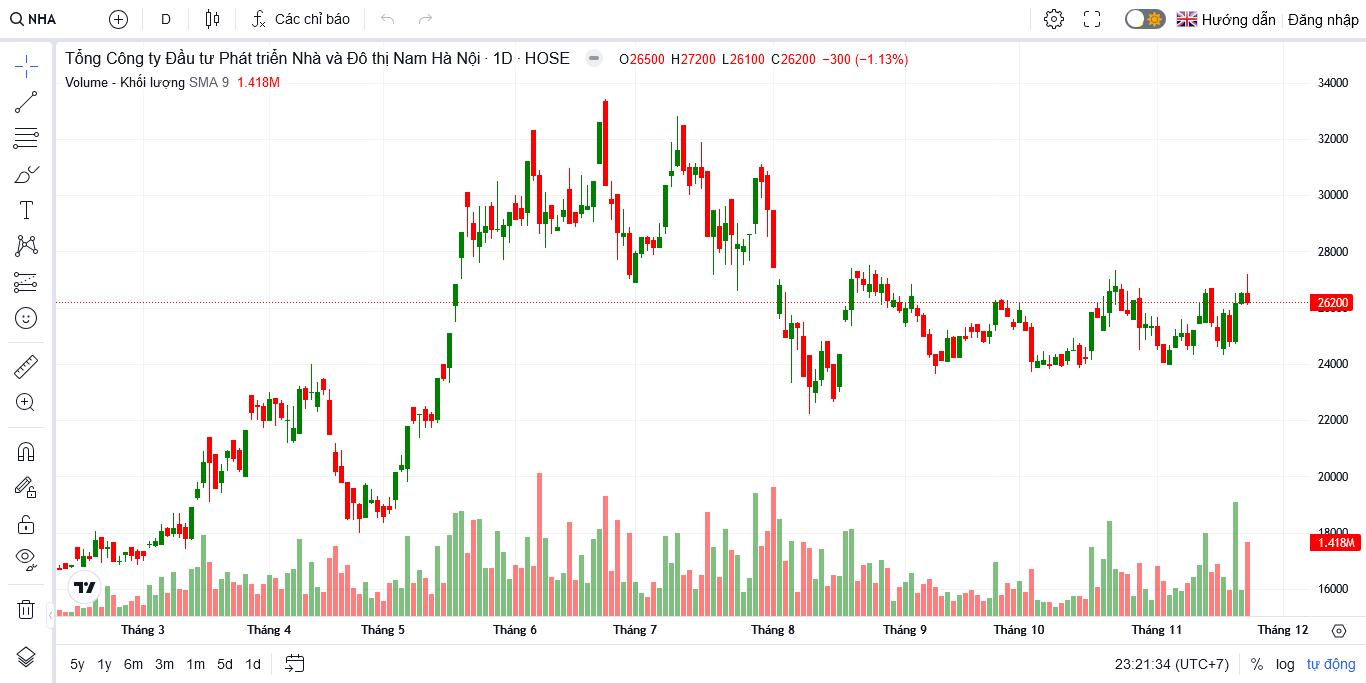 NHA D Các chỉ báo Hướng dẫn Đăng nhập
Tổng Công ty Đầu tư Phát triển Nhà và Đô thị Nam Hà Nội · 1D · HOSE O26500 H27200 L26100 C26200 −300 (−1.13%)
Volume - Khối lượng SMA 9 1.418M
34000
32000
30000
28000
26200
26000
24000
22000
20000
18000
1.418M
16000
Tháng 3 Tháng 4 Tháng 5 Tháng 6 Tháng 7 Tháng 8 Tháng 9 Tháng 10 Tháng 11 Tháng 12
5y 1y 6m 3m 1m 5d 1d 23:21:34 (UTC+7) % log tự động